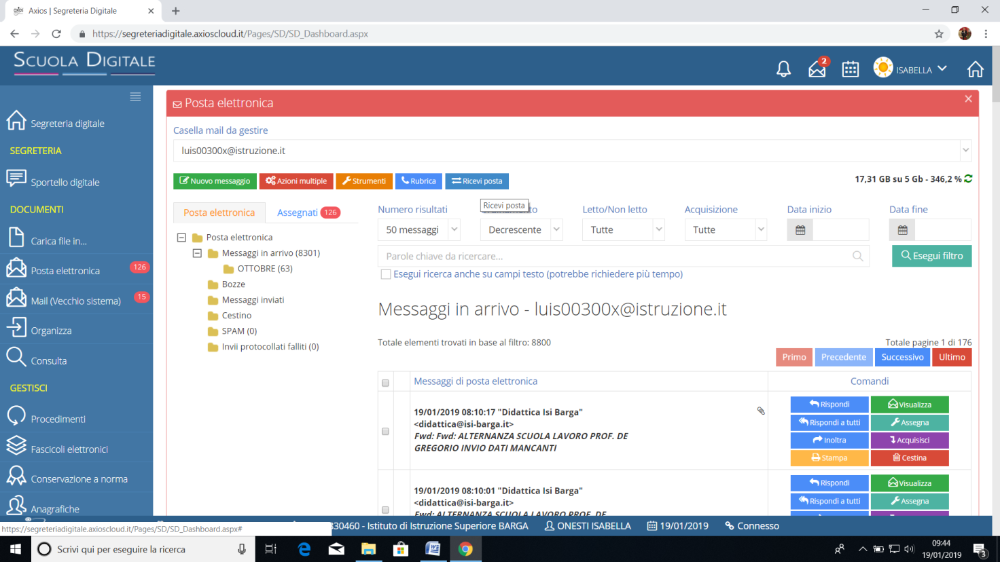 axios Axios | Segreteria Digitale
https://segreteriadigitale.axioscloud.it/Pages/SD/SD_Dashboard.aspx
SCUOLA DIGITALE
2
ISABELLA
Segreteria digitale
SEGRETERIA
Sportello digitale
DOCUMENTI
Carica file in...
Posta elettronica 126
Mail (Vecchio sistema) 15
Organizza
Consulta
GESTISCI
Procedimenti
Fascicoli elettronici
Conservazione a norma
Anagrafiche
Posta elettronica
Casella mail da gestire
luis00300x@istruzione.it
Nuovo messaggio Azioni multiple Strumenti Rubrica Ricevi posta
17,31 GB su 5 Gb - 346,2 %
Posta elettronica Assegnati 126
Posta elettronica
Messaggi in arrivo (8301)
OTTOBRE (63)
Bozze
Messaggi inviati
Cestino
SPAM (0)
Invii protocollati falliti (0)
Ricevi posta
Numero risultati Letto/Non letto Acquisizione Data inizio Data fine
50 messaggi Decrescente Tutte Tutte
Parole chiave da ricercare... Esegui filtro
Esegui ricerca anche su campi testo (potrebbe richiedere più tempo)
Messaggi in arrivo - luis00300x@istruzione.it
Totale elementi trovati in base al filtro: 8800 Totale pagine 1 di 176
Primo Precedente Successivo Ultimo
Messaggi di posta elettronica Comandi
19/01/2019 08:10:17 "Didattica Isi Barga"
<didattica@isi-barga.it>
Fwd: Fwd: ALTERNANZA SCUOLA LAVORO PROF. DE
GREGORIO INVIO DATI MANCANTI
Rispondi Visualizza
Rispondi a tutti Assegna
Inoltra Acquisisci
Stampa Cestina
19/01/2019 08:10:01 "Didattica Isi Barga"
<didattica@isi-barga.it>
Fwd: ALTERNANZA SCUOLA LAVORO PROF. DE
Rispondi Visualizza
Rispondi a tutti Assegna
https://segreteriadigitale.axioscloud.it/Pages/SD/SD_Dashboard.aspx#
30460 - Istituto di Istruzione Superiore BARGA ONESTI ISABELLA 19/01/2019 Connesso
Scrivi qui per eseguire la ricerca
09:44
19/01/2019
3